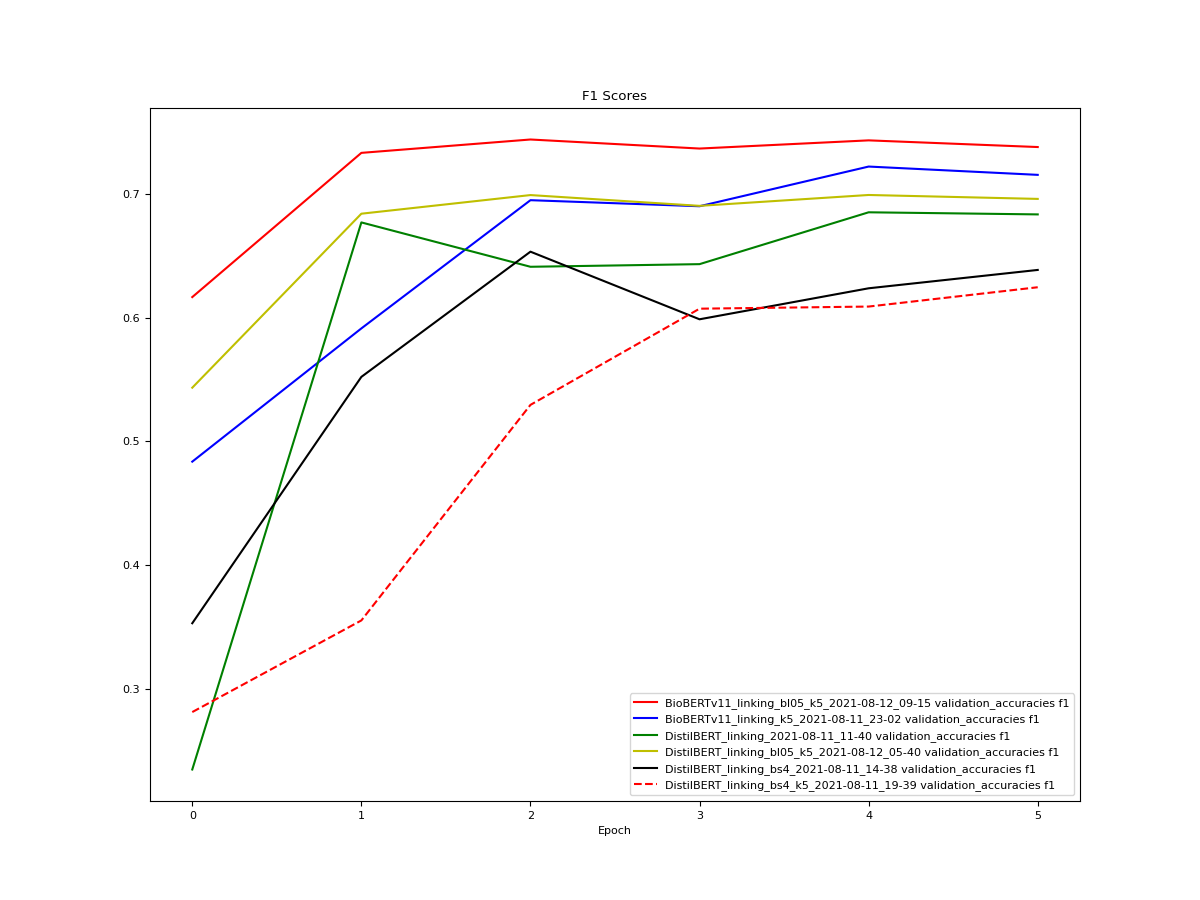 F1 Scores
0.7
0.6
0.5
0.4
0.3
BioBERTv11_linking_bl05_k5_2021-08-12_09-15 validation_accuracies f1
BioBERTv11_linking_k5_2021-08-11_23-02 validation_accuracies f1
DistilBERT_linking_2021-08-11_11-40 validation_accuracies f1
DistilBERT_linking_bl05_k5_2021-08-12_05-40 validation_accuracies f1
DistilBERT_linking_bs4_2021-08-11_14-38 validation_accuracies f1
DistilBERT_linking_bs4_k5_2021-08-11_19-39 validation_accuracies f1
0 1 2 3 4 5
Epoch